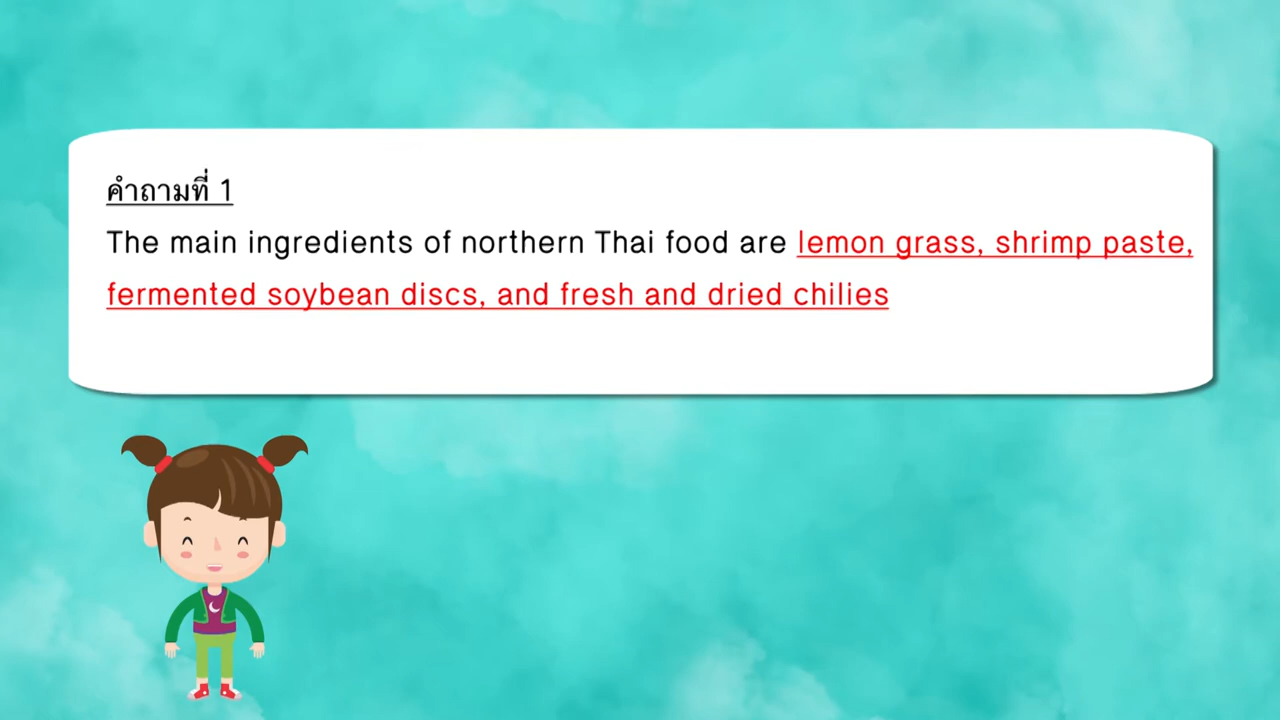 คำถามที่ 1
The main ingredients of northern Thai food are lemon grass, shrimp paste,
fermented soybean discs, and fresh and dried chilies